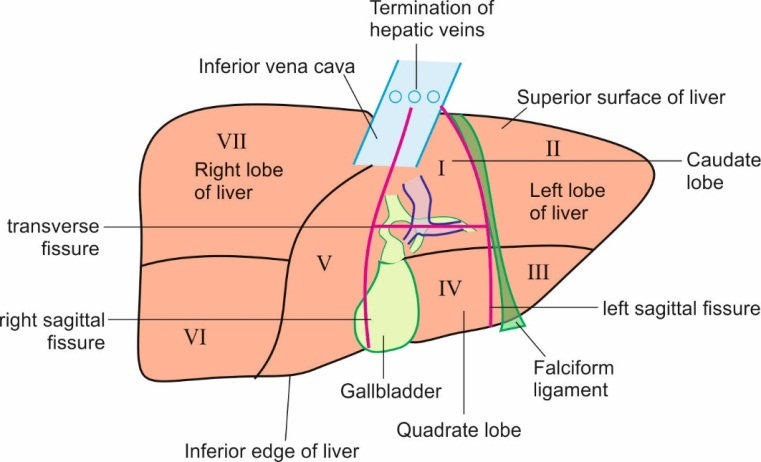 Termination of
hepatic veins
Inferior vena cava
Superior surface of liver
VII
II
Right lobe
of liver
I
Caudate
lobe
Left lobe
of liver
transverse
fissure
V
III
IV
right sagittal
fissure
VI
left sagittal fissure
Falciform
ligament
Gallbladder
Quadrate lobe
Inferior edge of liver